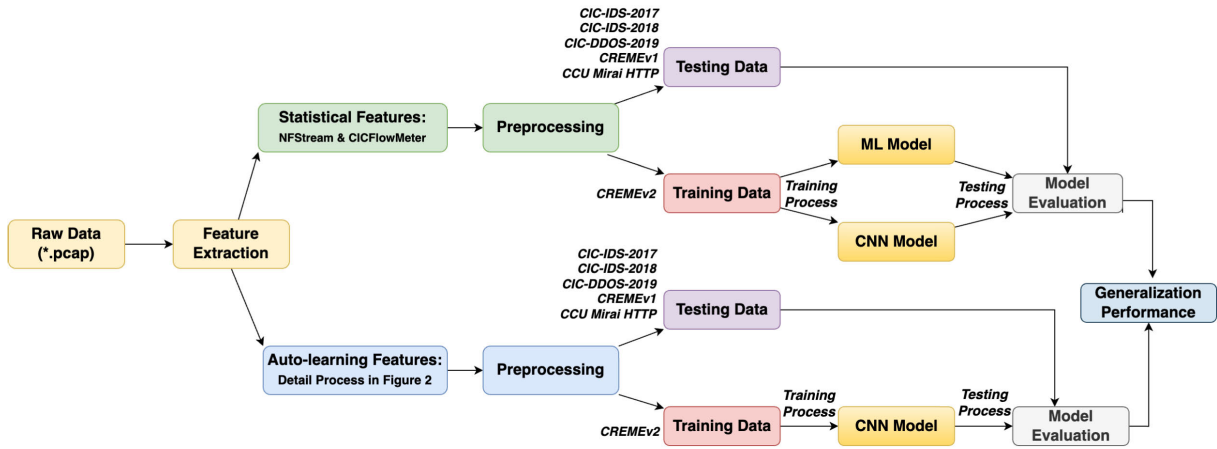 CIC-IDS-2017
CIC-IDS-2018
CIC-DDOS-2019
CREMEv1
CCU Mirai HTTP
Testing Data
Statistical Features:
NFStream & CICFlowMeter
Preprocessing
ML Model
CREMEv2
Training Data
Training
Process
Testing
Process
Model
Evaluation
CNN Model
Raw Data
(*.pcap)
Feature
Extraction
CIC-IDS-2017
CIC-IDS-2018
CIC-DDOS-2019
CREMEv1
CCU Mirai HTTP
Testing Data
Generalization
Performance
Auto-learning Features:
Detail Process in Figure 2
Preprocessing
CREMEv2
Training Data
Training
Process
CNN Model
Testing
Process
Model
Evaluation